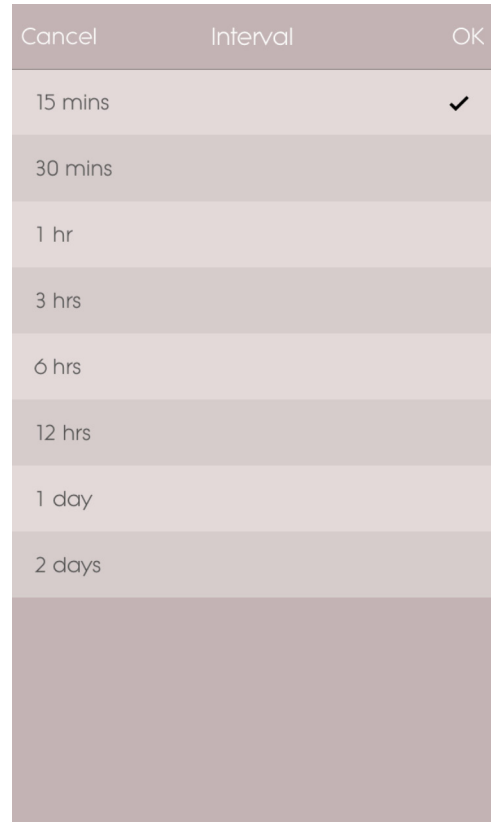 Cancel Interval OK
15 mins
30 mins
1 hr
3 hrs
6 hrs
12 hrs
1 day
2 days